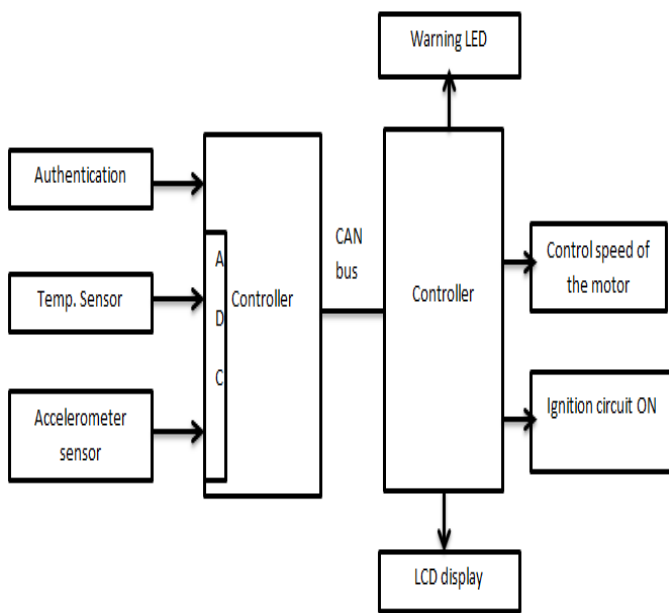 Warning LED
Authentication
Temp. Sensor
Accelerometer
sensor
A
D
C
Controller
CAN
bus
Controller
Control speed of
the motor
Ignition circuit ON
LCD display